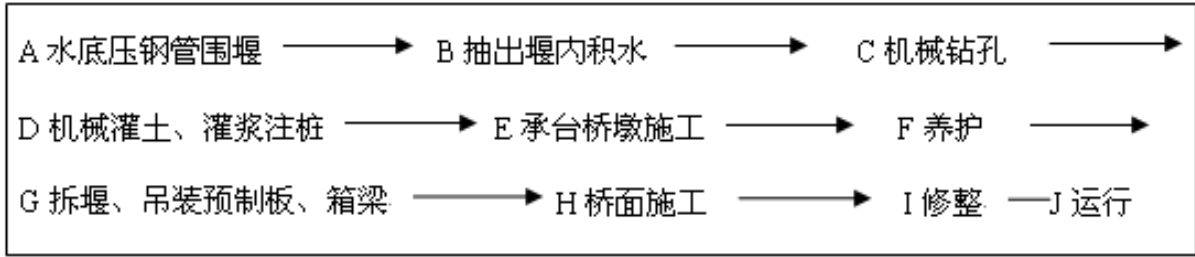 A 水底压钢管围堰 ⟶ B 抽出堰内积水 ⟶ C 机械钻孔 ⟶
D 机械灌土、灌浆注桩 ⟶ E 承台桥墩施工 ⟶ F 养护 ⟶
G 拆堰、吊装预制板、箱梁 ⟶ H 桥面施工 ⟶ I 修整 —J 运行